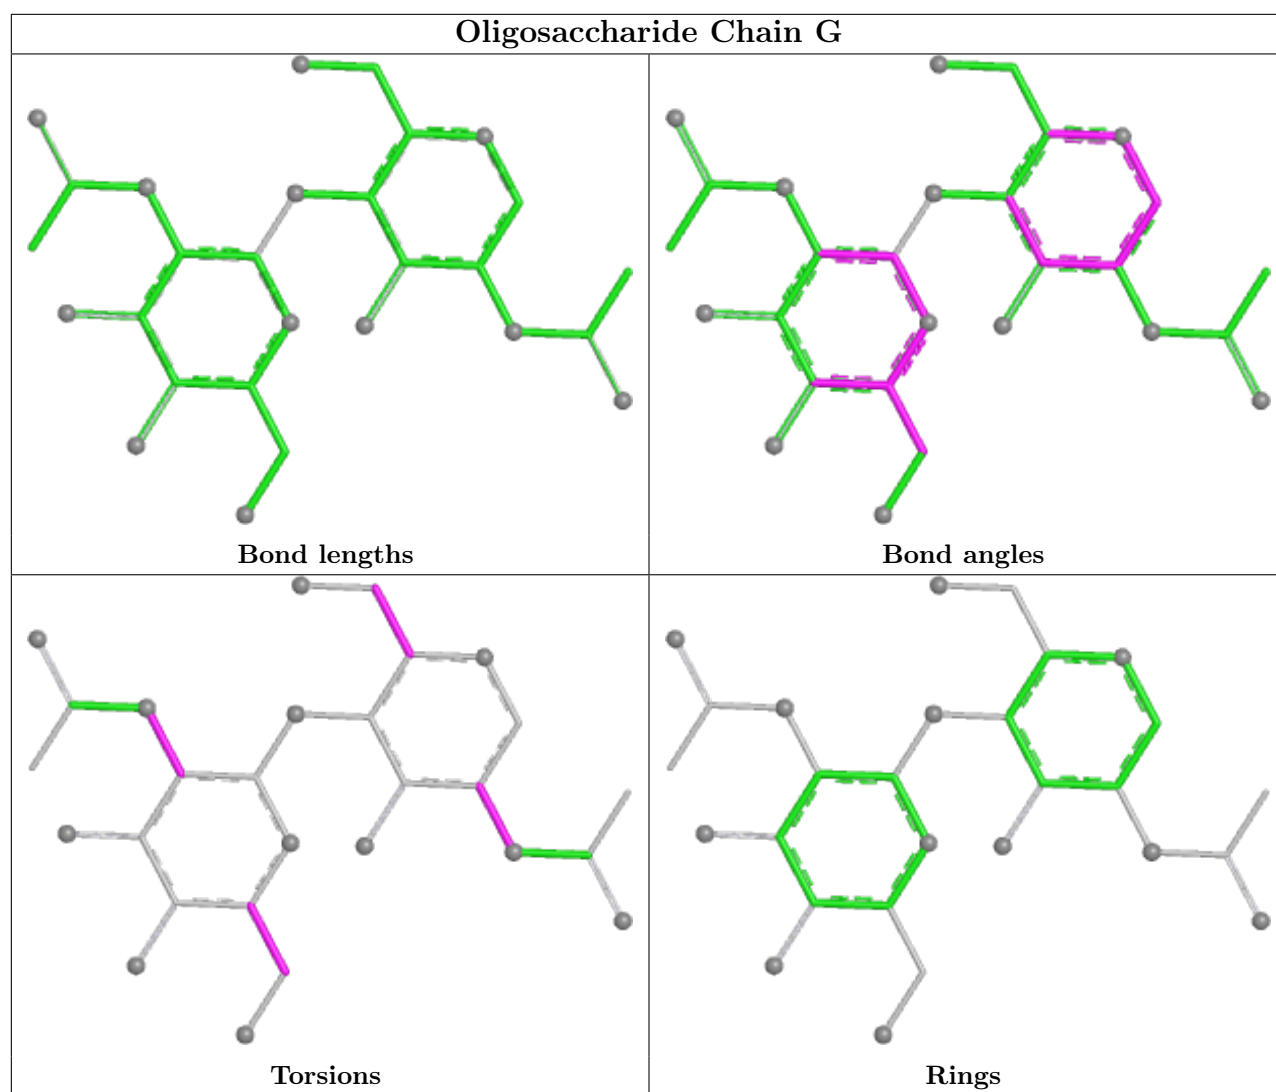 Oligosaccharide Chain G
Bond lengths
Bond angles
Torsions
Rings